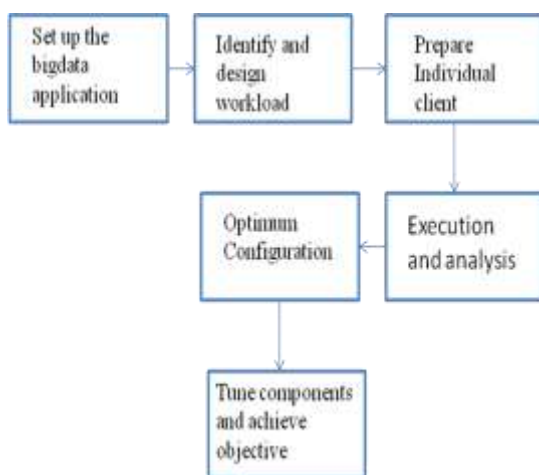 Set up the
bigdata
application
Identify and
design
workload
Prepare
Individual
client
Execution
and analysis
Optimum
Configuration
Tune components
and achieve
objective